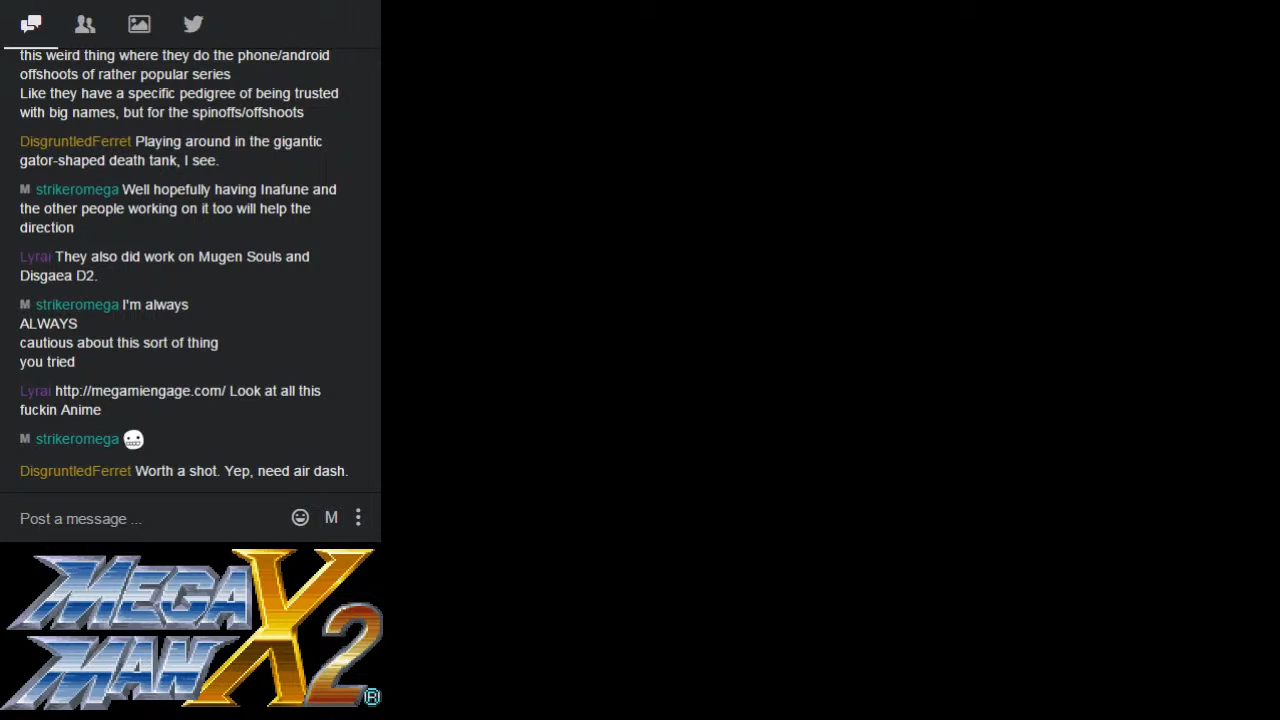 this weird thing where they do the phone/android
offshoots of rather popular series
Like they have a specific pedigree of being trusted
with big names, but for the spinoffs/offshoots
DisgruntledFerret Playing around in the gigantic
gator-shaped death tank, I see.
M strikeromega Well hopefully having Inafune and
the other people working on it too will help the
direction
Lyrai They also did work on Mugen Souls and
Disgaea D2.
M strikeromega I'm always
ALWAYS
cautious about this sort of thing
you tried
Lyrai http://megamiengage.com/ Look at all this
fuckin Anime
M strikeromega
DisgruntledFerret Worth a shot. Yep, need air dash.
Post a message ...
M
MEGA
MAN X2®